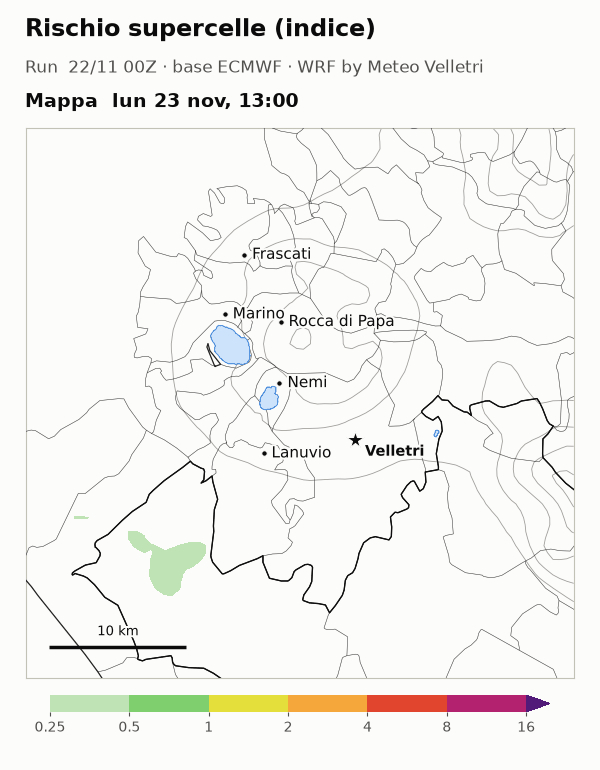 Rischio supercelle (indice)
Run  22/11 00Z · base ECMWF · WRF by Meteo Velletri
Mappa  lun 23 nov, 13:00
Frascati
Marino
Rocca di Papa
Nemi
Velletri
Lanuvio
10 km
0.25 0.5 1 2 4 8 16